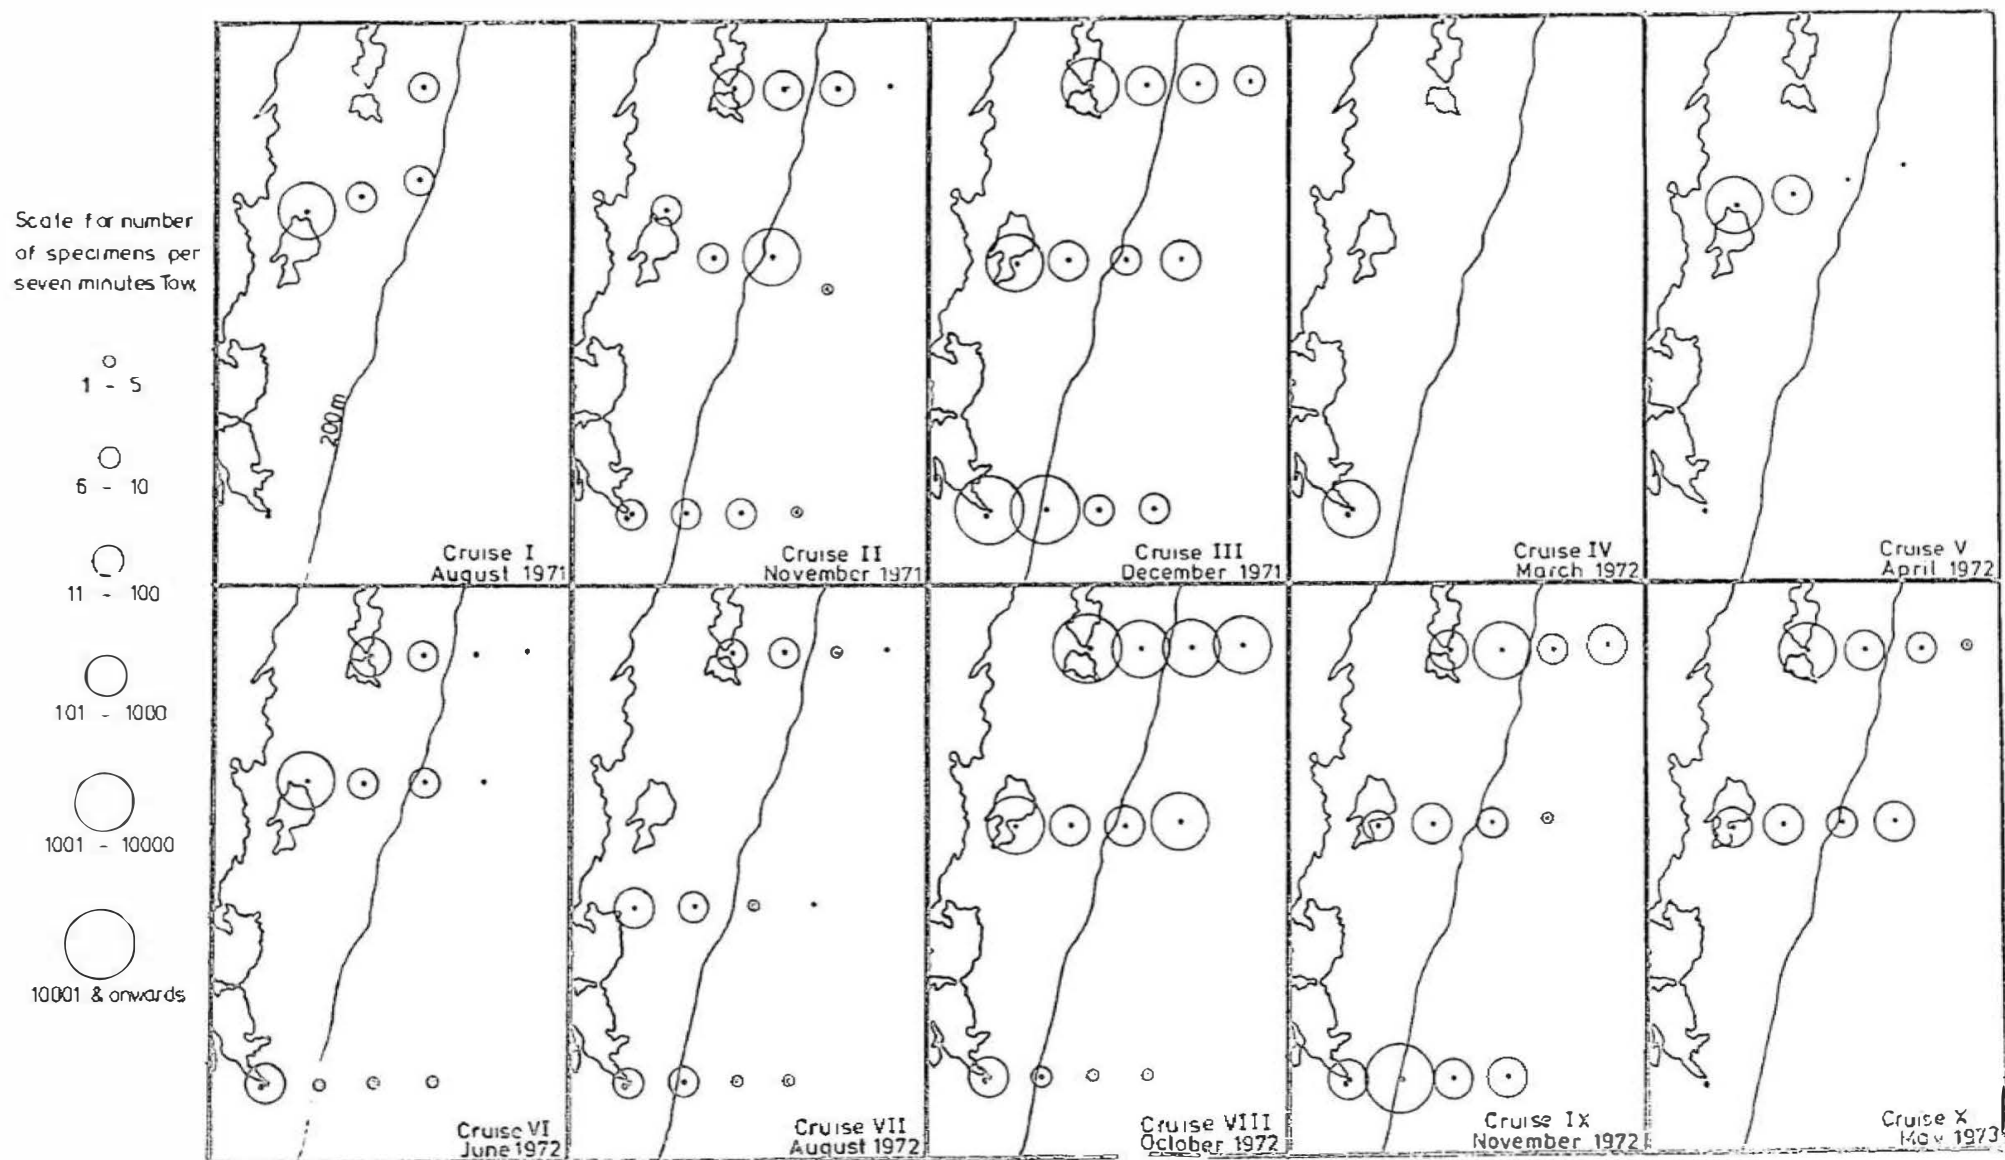 Scale for number
of specimens per
seven minutes Tow.
1 - 5
6 - 10
11 - 100
101 - 1000
1001 - 10000
10001 & onwards
200m
Cruise I
August 1971
Cruise II
November 1971
Cruise III
December 1971
Cruise IV
March 1972
Cruise V
April 1972
Cruise VI
June 1972
Cruise VII
August 1972
Cruise VIII
October 1972
Cruise IX
November 1972
Cruise X
May 1973